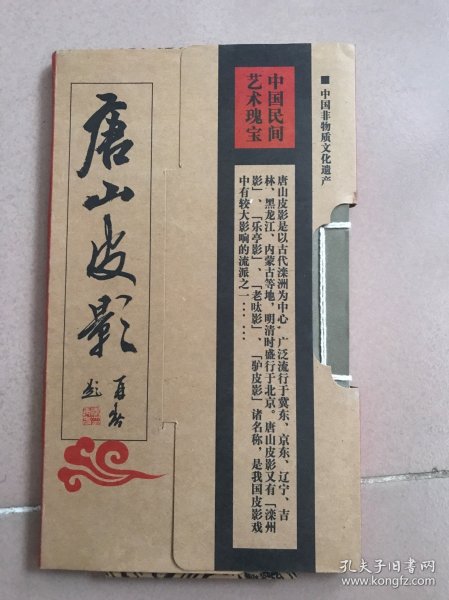 ■中国非物质文化遗产
中国民间
艺术瑰宝
唐山皮影是以古代滦洲为中心,广泛流行于冀东、京东、辽宁、吉
林、黑龙江、内蒙古等地,明清时盛行于北京。唐山皮影又有「滦州
影」、「乐亭影」、「老呔影」、「驴皮影」诸名称,是我国皮影戏
中有较大影响的流派之一……
唐山皮影
孔夫子旧书网